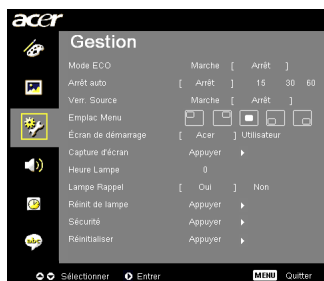 acer
Gestion
Mode ECO Marche [ Arrêt ]
Arrêt auto [ Arrêt ] 15 30 60
Verr. Source Marche [ Arrêt ]
Emplac Menu
Écran de démarrage [ Acer ] Utilisateur
Capture d'écran Appuyer
Heure Lampe 0
Lampe Rappel [ Oui ] Non
Réinit de lampe Appuyer
Sécurité Appuyer
Réinitialiser Appuyer
abc
Sélectionner Entrer MENU Quitter